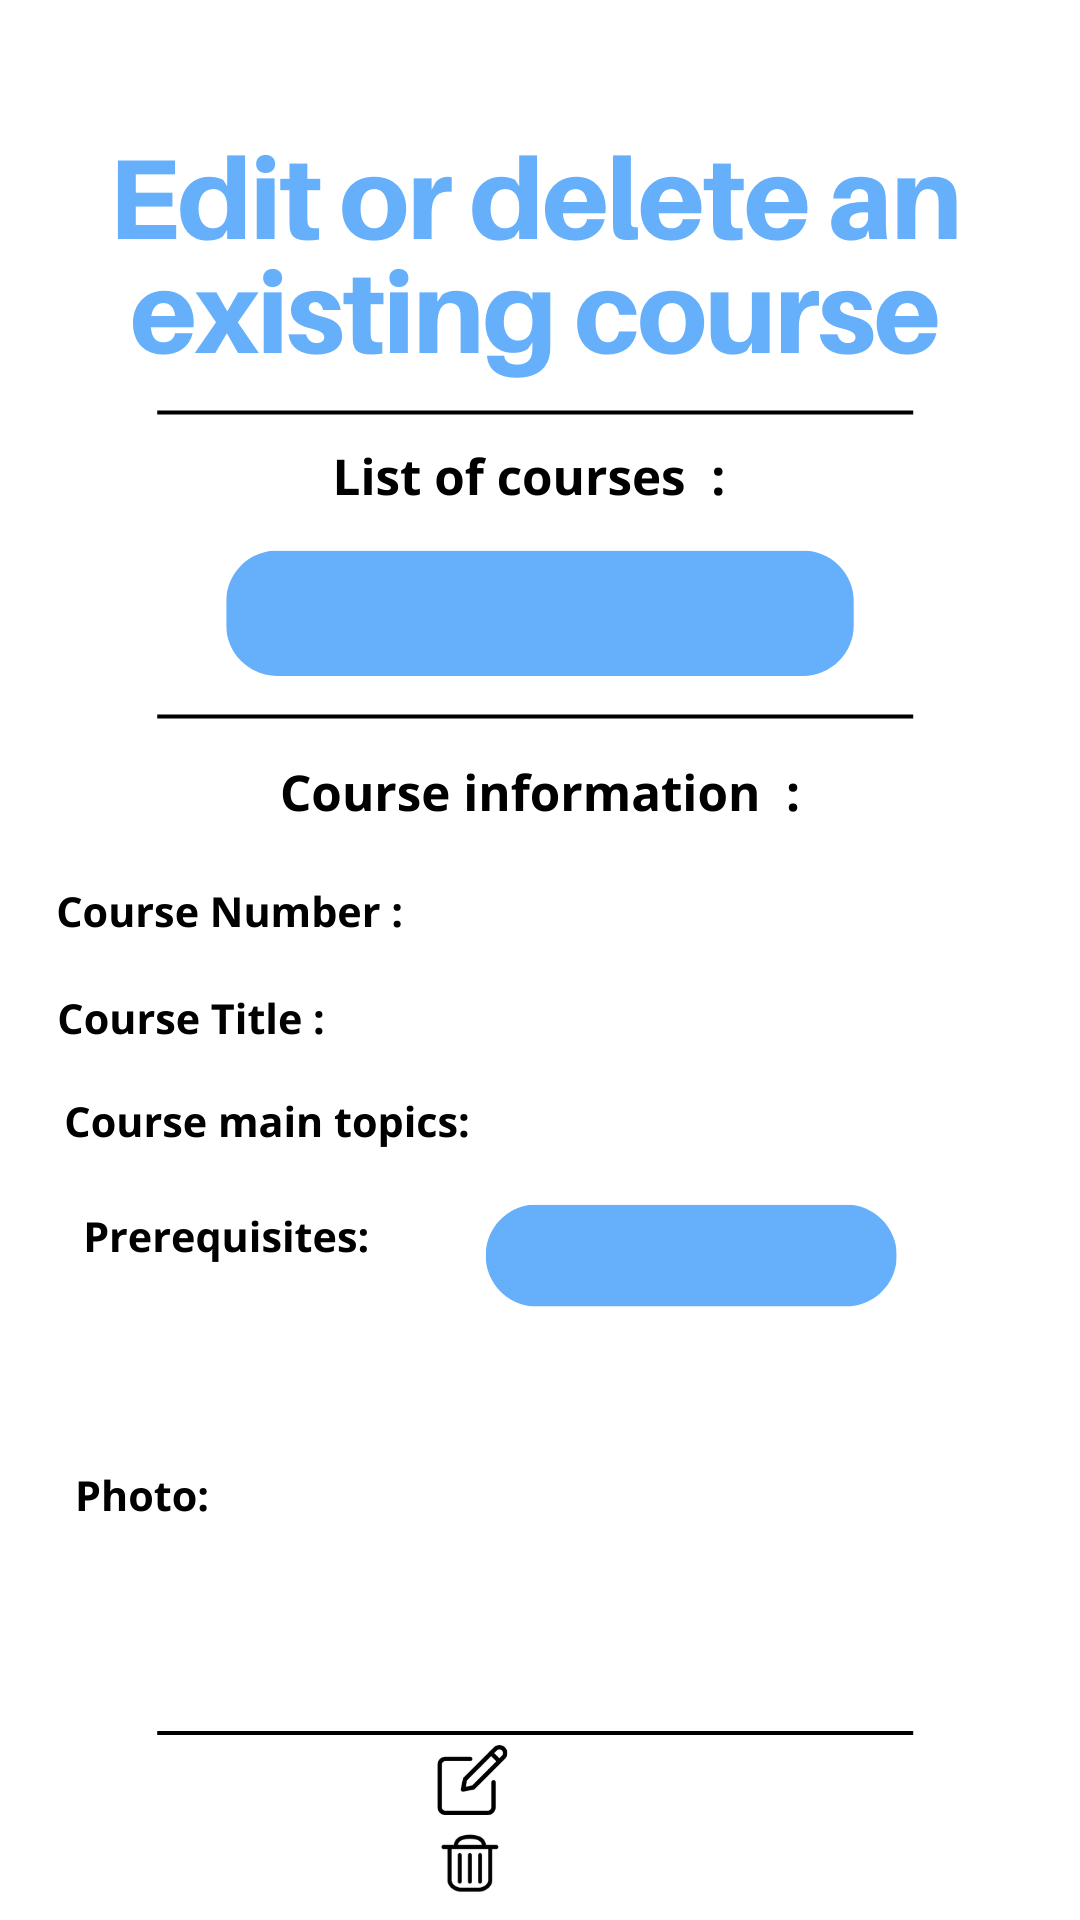 Edit or delete an
existing course
List of courses  :
Course information  :
Course Number :
Course Title :
Course main topics:
Prerequisites:
Photo: